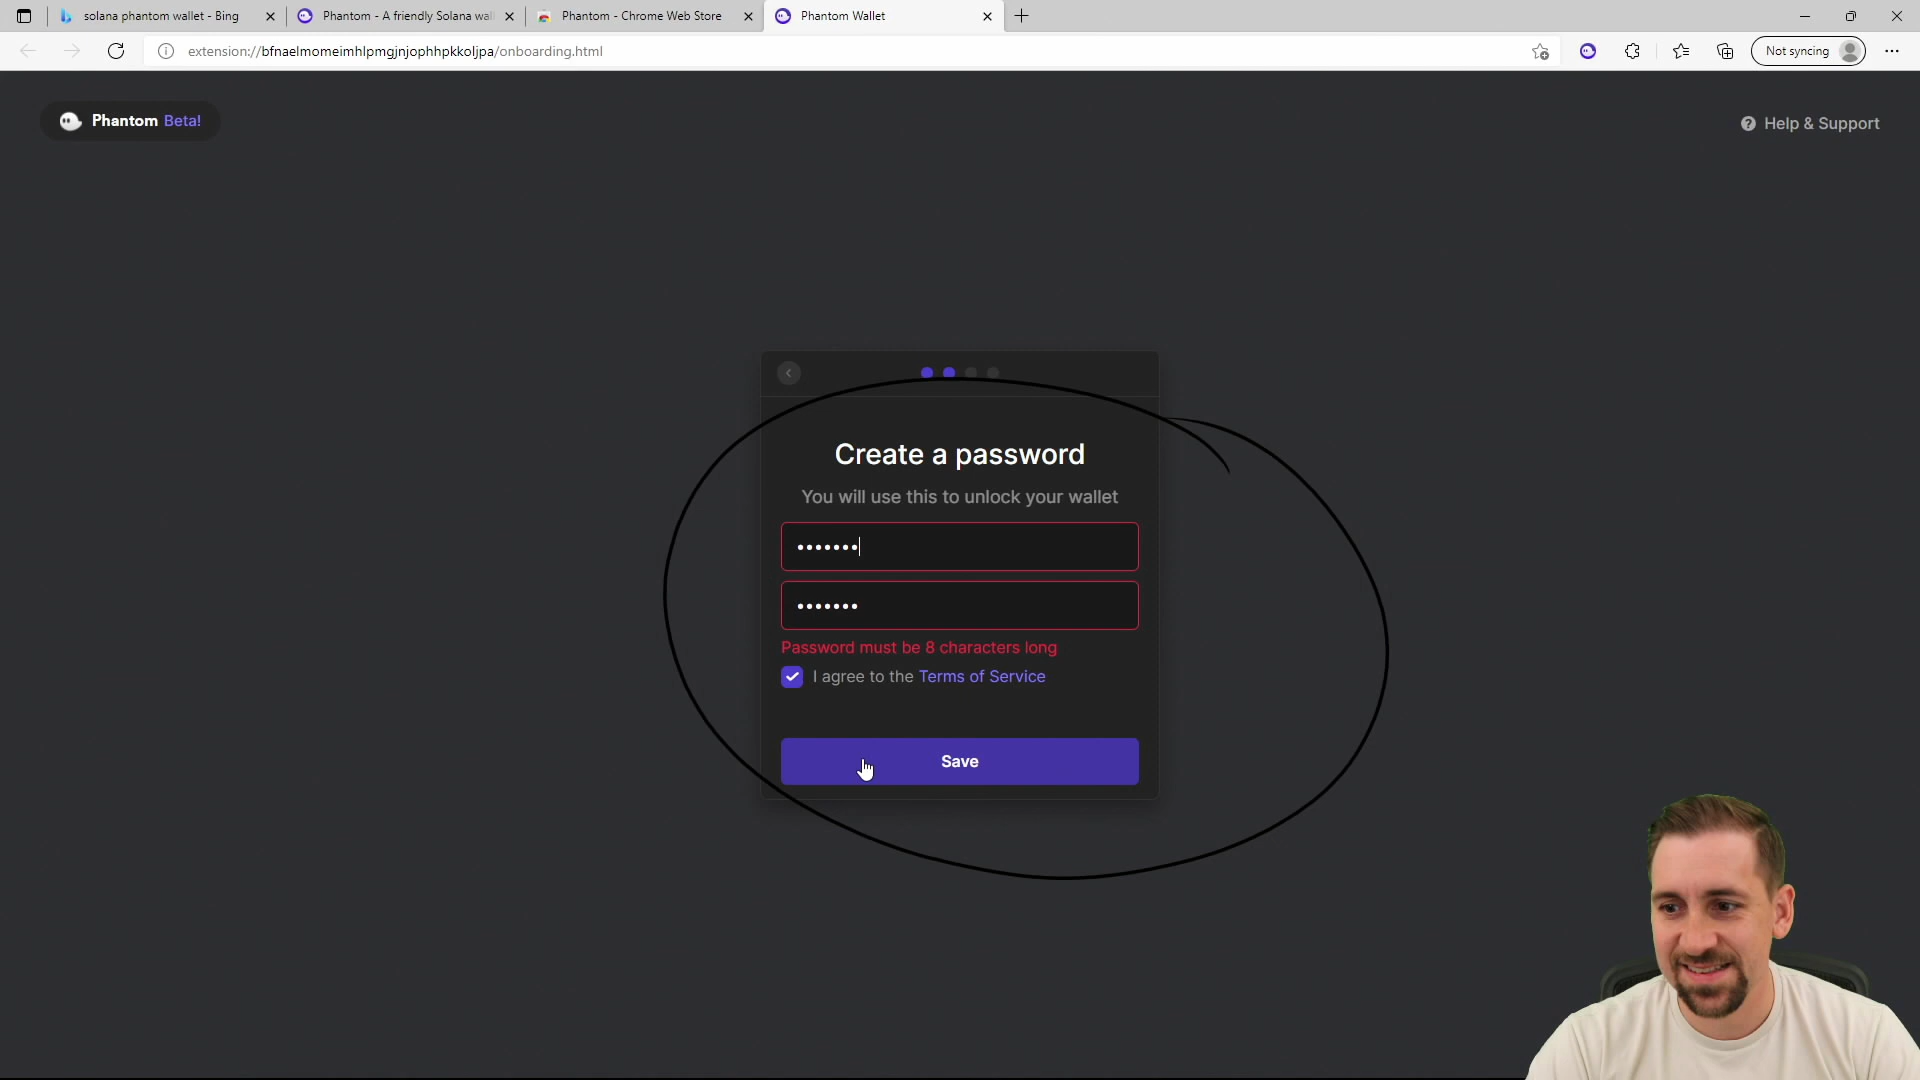 solana phantom wallet - Bing
Phantom - A friendly Solana wal
Phantom - Chrome Web Store
Phantom Wallet
extension://bfnaelmomeimhlpmgjnjophhpkkoljpa/onboarding.html
Not syncing
Phantom Beta!
Help & Support
Create a password
You will use this to unlock your wallet
Password must be 8 characters long
I agree to the Terms of Service
Save